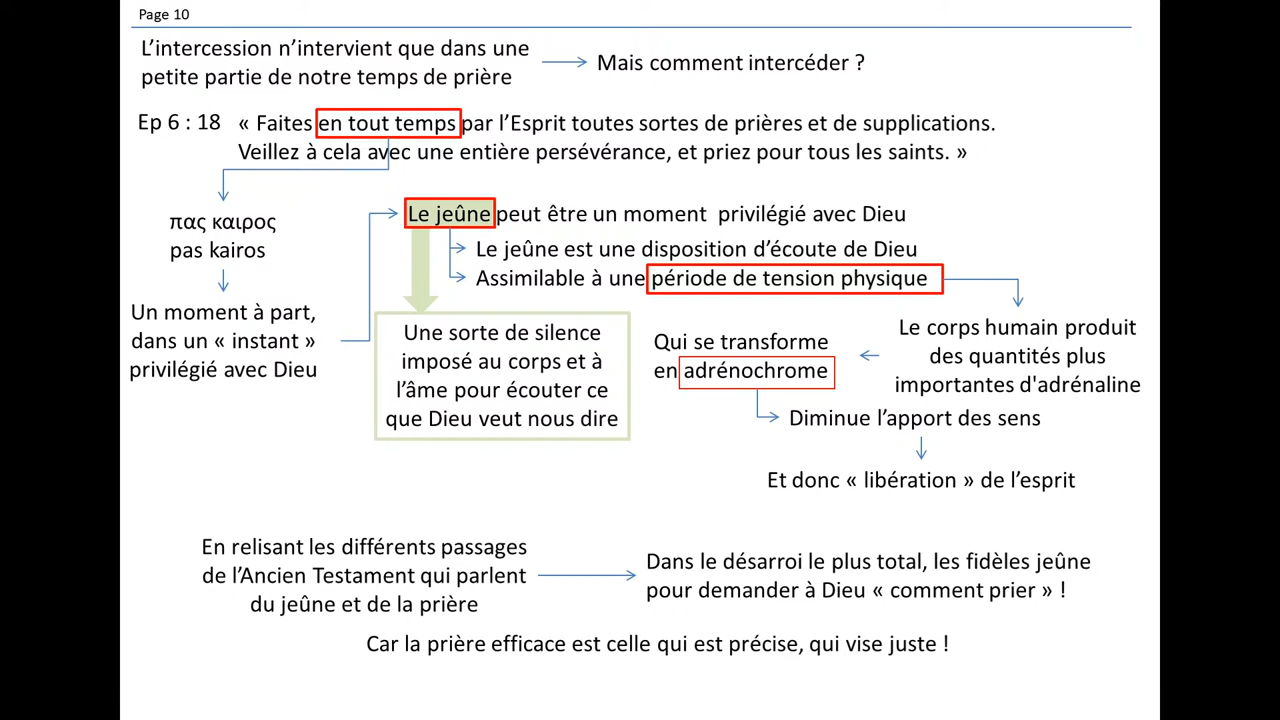 Page 10
L’intercession n’intervient que dans une
petite partie de notre temps de prière
Mais comment intercéder ?
Ep 6 : 18 « Faites en tout temps par l’Esprit toutes sortes de prières et de supplications.
Veillez à cela avec une entière persévérance, et priez pour tous les saints. »
πας καιρος
pas kairos
Un moment à part,
dans un « instant »
privilégié avec Dieu
Le jeûne peut être un moment privilégié avec Dieu
Le jeûne est une disposition d’écoute de Dieu
Assimilable à une période de tension physique
Une sorte de silence
imposé au corps et à
l’âme pour écouter ce
que Dieu veut nous dire
Le corps humain produit
des quantités plus
importantes d'adrénaline
Qui se transforme
en adrénochrome
Diminue l’apport des sens
Et donc « libération » de l’esprit
En relisant les différents passages
de l’Ancien Testament qui parlent
du jeûne et de la prière
Dans le désarroi le plus total, les fidèles jeûne
pour demander à Dieu « comment prier » !
Car la prière efficace est celle qui est précise, qui vise juste !